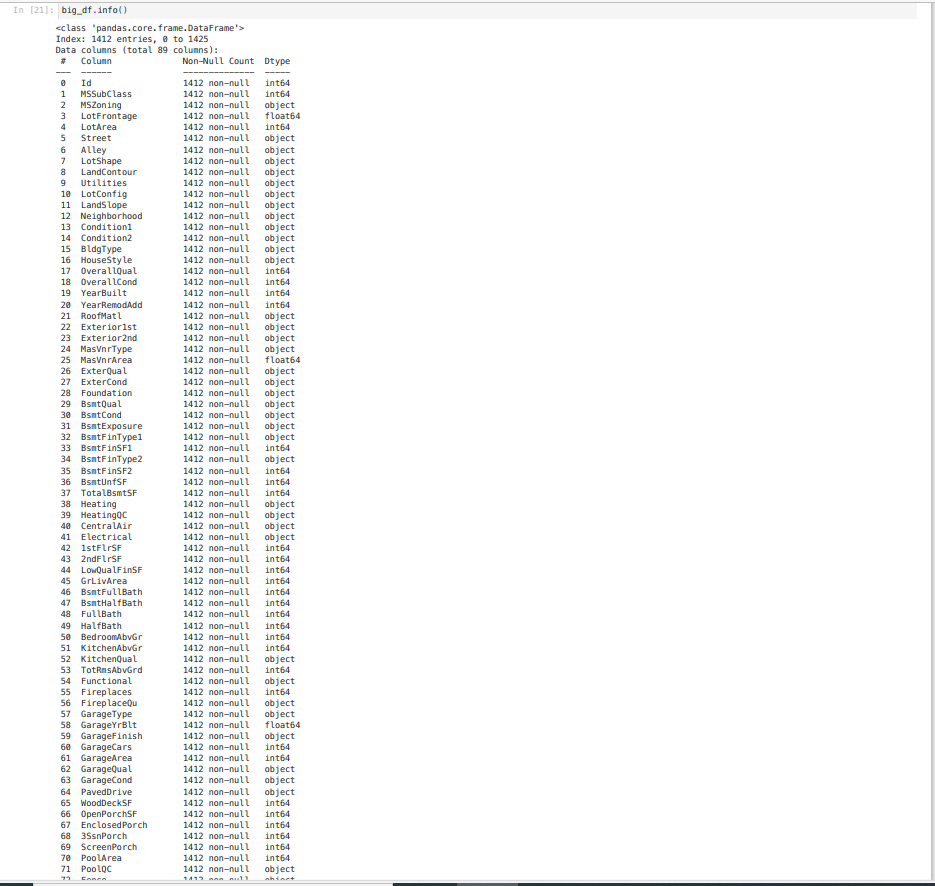 In [21]: big_df.info()
<class 'pandas.core.frame.DataFrame'>
Index: 1412 entries, 0 to 1425
Data columns (total 89 columns):
 #   Column         Non-Null Count  Dtype
---  ------         --------------  -----
 0   Id             1412 non-null   int64
 1   MSSubClass     1412 non-null   int64
 2   MSZoning       1412 non-null   object
 3   LotFrontage    1412 non-null   float64
 4   LotArea        1412 non-null   int64
 5   Street         1412 non-null   object
 6   Alley          1412 non-null   object
 7   LotShape       1412 non-null   object
 8   LandContour    1412 non-null   object
 9   Utilities      1412 non-null   object
 10  LotConfig      1412 non-null   object
 11  LandSlope      1412 non-null   object
 12  Neighborhood   1412 non-null   object
 13  Condition1     1412 non-null   object
 14  Condition2     1412 non-null   object
 15  BldgType       1412 non-null   object
 16  HouseStyle     1412 non-null   object
 17  OverallQual    1412 non-null   int64
 18  OverallCond    1412 non-null   int64
 19  YearBuilt      1412 non-null   int64
 20  YearRemodAdd   1412 non-null   int64
 21  RoofMatl       1412 non-null   object
 22  Exterior1st    1412 non-null   object
 23  Exterior2nd    1412 non-null   object
 24  MasVnrType     1412 non-null   object
 25  MasVnrArea     1412 non-null   float64
 26  ExterQual      1412 non-null   object
 27  ExterCond      1412 non-null   object
 28  Foundation     1412 non-null   object
 29  BsmtQual       1412 non-null   object
 30  BsmtCond       1412 non-null   object
 31  BsmtExposure   1412 non-null   object
 32  BsmtFinType1   1412 non-null   object
 33  BsmtFinSF1     1412 non-null   int64
 34  BsmtFinType2   1412 non-null   object
 35  BsmtFinSF2     1412 non-null   int64
 36  BsmtUnfSF      1412 non-null   int64
 37  TotalBsmtSF    1412 non-null   int64
 38  Heating        1412 non-null   object
 39  HeatingQC      1412 non-null   object
 40  CentralAir     1412 non-null   object
 41  Electrical     1412 non-null   object
 42  1stFlrSF       1412 non-null   int64
 43  2ndFlrSF       1412 non-null   int64
 44  LowQualFinSF   1412 non-null   int64
 45  GrLivArea      1412 non-null   int64
 46  BsmtFullBath   1412 non-null   int64
 47  BsmtHalfBath   1412 non-null   int64
 48  FullBath       1412 non-null   int64
 49  HalfBath       1412 non-null   int64
 50  BedroomAbvGr   1412 non-null   int64
 51  KitchenAbvGr   1412 non-null   int64
 52  KitchenQual    1412 non-null   object
 53  TotRmsAbvGrd   1412 non-null   int64
 54  Functional     1412 non-null   object
 55  Fireplaces     1412 non-null   int64
 56  FireplaceQu    1412 non-null   object
 57  GarageType     1412 non-null   object
 58  GarageYrBlt    1412 non-null   float64
 59  GarageFinish   1412 non-null   object
 60  GarageCars     1412 non-null   int64
 61  GarageArea     1412 non-null   int64
 62  GarageQual     1412 non-null   object
 63  GarageCond     1412 non-null   object
 64  PavedDrive     1412 non-null   object
 65  WoodDeckSF     1412 non-null   int64
 66  OpenPorchSF    1412 non-null   int64
 67  EnclosedPorch  1412 non-null   int64
 68  3SsnPorch      1412 non-null   int64
 69  ScreenPorch    1412 non-null   int64
 70  PoolArea       1412 non-null   int64
 71  PoolQC         1412 non-null   object